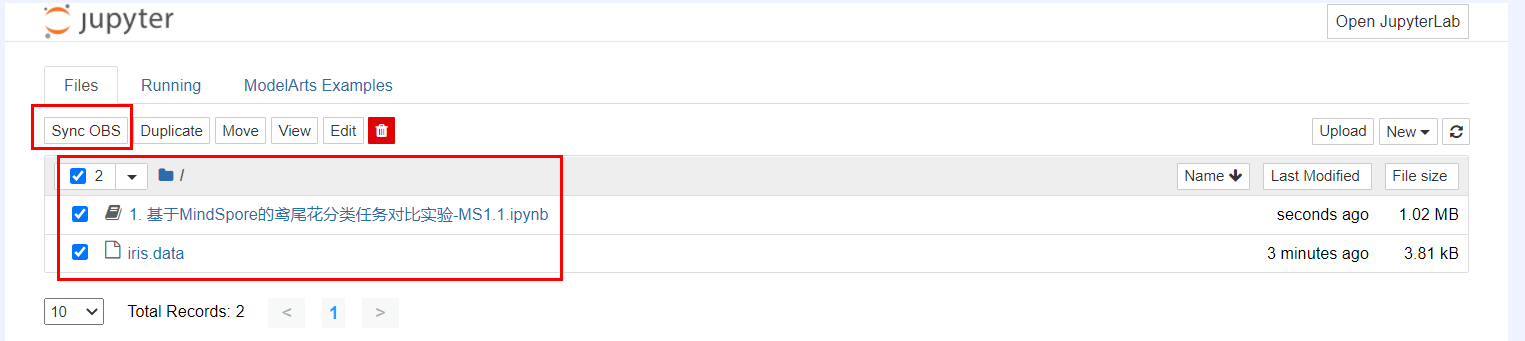 jupyter
Open JupyterLab
Files Running ModelArts Examples
Sync OBS Duplicate Move View Edit Upload New
2 / Name Last Modified File size
1. 基于MindSpore的鸢尾花分类任务对比实验-MS1.1.ipynb seconds ago 1.02 MB
iris.data 3 minutes ago 3.81 kB
10 Total Records: 2 < 1 >